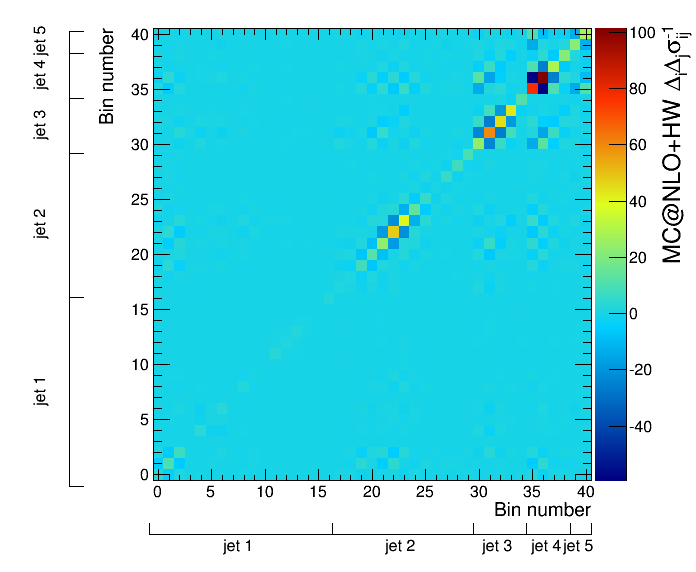 MC@NLO+HW Δ_iΔ_jσ_ij^-1
Bin number
40
35
30
25
20
15
10
5
0
jet 5
jet 4
jet 3
jet 2
jet 1
100
80
60
40
20
0
-20
-40
0 5 10 15 20 25 30 35 40
Bin number
jet 1 jet 2 jet 3 jet 4 jet 5